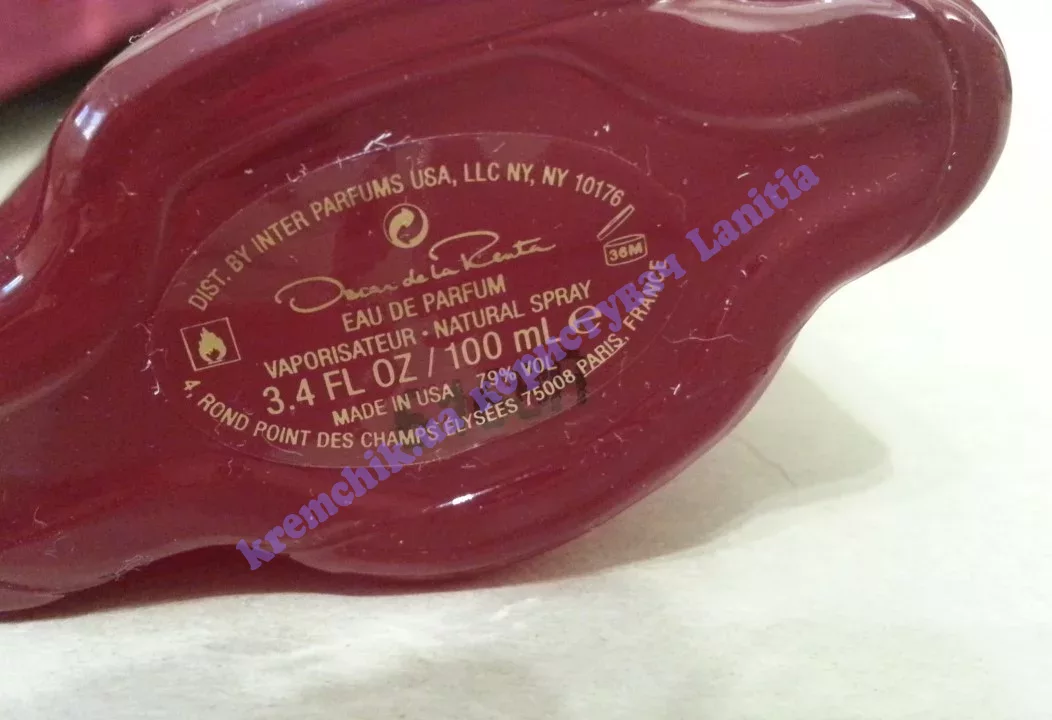 DIST. BY INTER PARFUMS USA, LLC NY, NY 10176
36M
Oscar de la Renta
EAU DE PARFUM
VAPORISATEUR · NATURAL SPRAY
3.4 FL OZ / 100 mL ℮
MADE IN USA 79% VOL
4, ROND POINT DES CHAMPS ÉLYSÉES 75008 PARIS, FRANCE
kremchik.ua користувач Lanitia